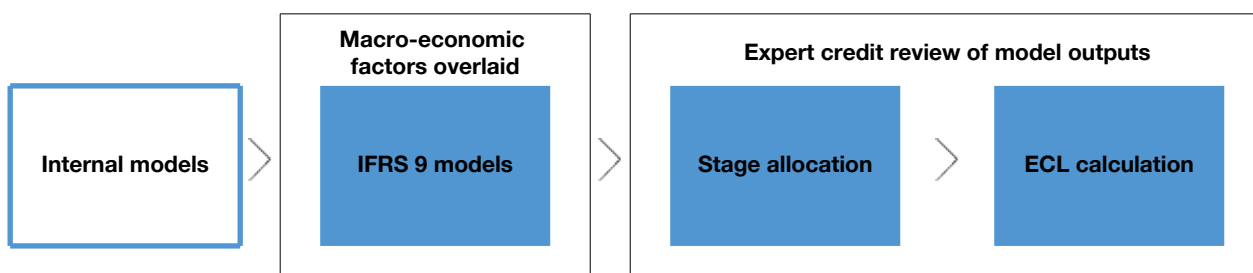 Macro-economic
factors overlaid
Expert credit review of model outputs
Internal models
IFRS 9 models
Stage allocation
ECL calculation